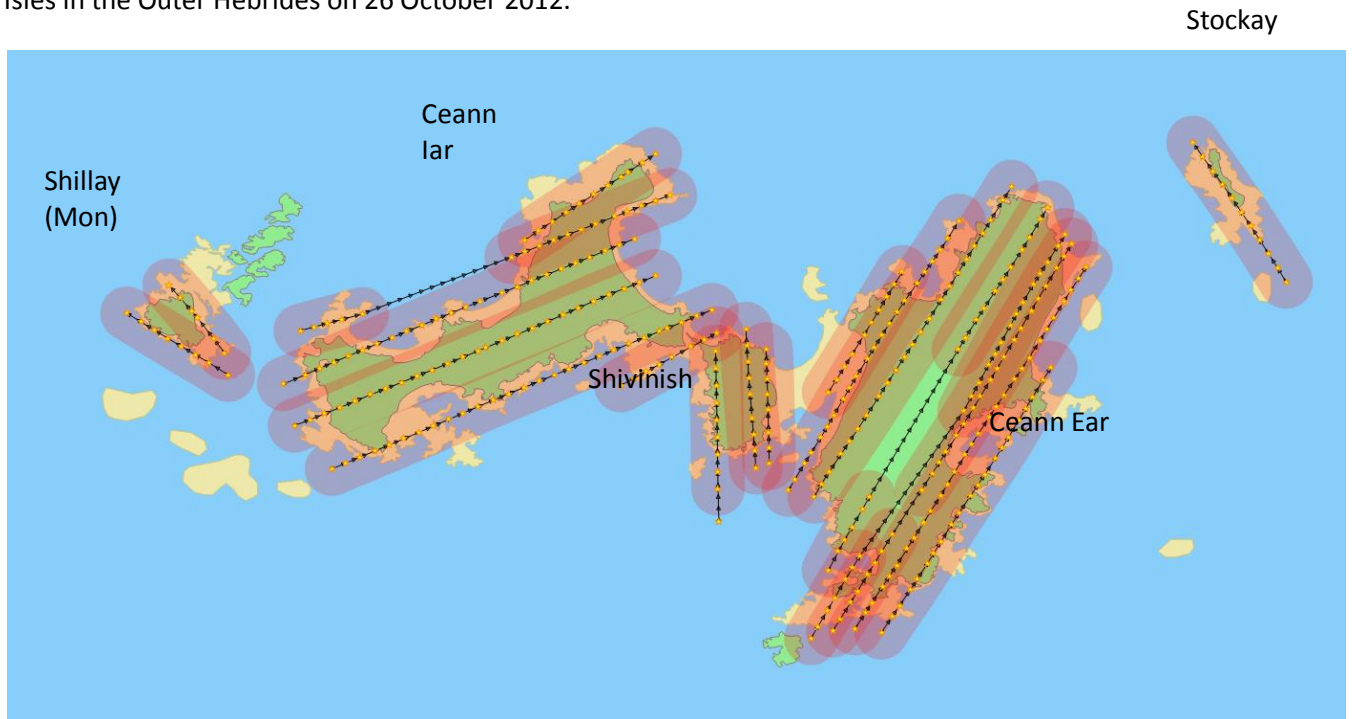 Isles in the Outer Hebrides on 26 October 2012.
Stockay
Ceann
Iar
Shillay
(Mon)
Shivinish
Ceann Ear